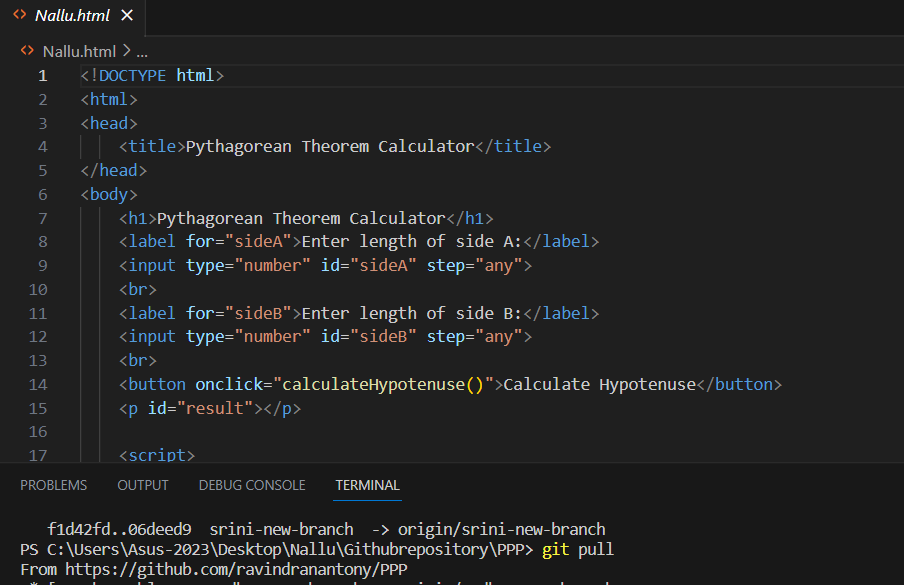 Nallu.html
Nallu.html > ...
1 <!DOCTYPE html>
2 <html>
3 <head>
4 <title>Pythagorean Theorem Calculator</title>
5 </head>
6 <body>
7 <h1>Pythagorean Theorem Calculator</h1>
8 <label for="sideA">Enter length of side A:</label>
9 <input type="number" id="sideA" step="any">
10 <br>
11 <label for="sideB">Enter length of side B:</label>
12 <input type="number" id="sideB" step="any">
13 <br>
14 <button onclick="calculateHypotenuse()">Calculate Hypotenuse</button>
15 <p id="result"></p>
16
17 <script>
PROBLEMS OUTPUT DEBUG CONSOLE TERMINAL
f1d42fd..06deed9 srini-new-branch -> origin/srini-new-branch
PS C:\Users\Asus-2023\Desktop\Nallu\Githubrepository\PPP> git pull
From https://github.com/ravindranantony/PPP